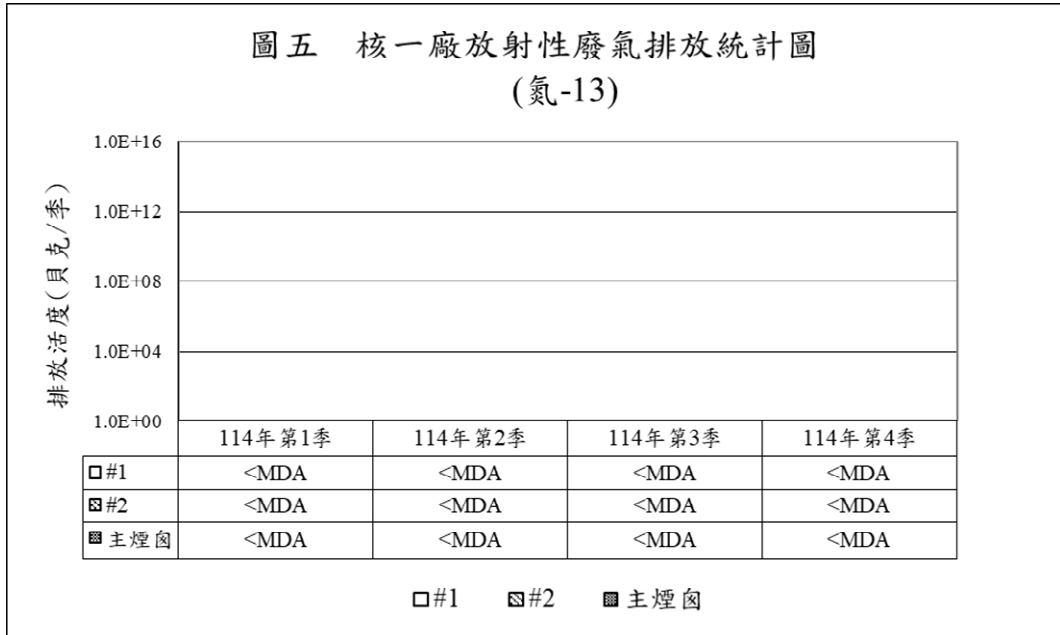 圖五 核一廠放射性廢氣排放統計圖
(氮-13)
排放活度(貝克/季)
1.0E+16
1.0E+12
1.0E+08
1.0E+04
1.0E+00
114年第1季 114年第2季 114年第3季 114年第4季
#1 <MDA <MDA <MDA <MDA
#2 <MDA <MDA <MDA <MDA
主煙囪 <MDA <MDA <MDA <MDA
#1 #2 主煙囪